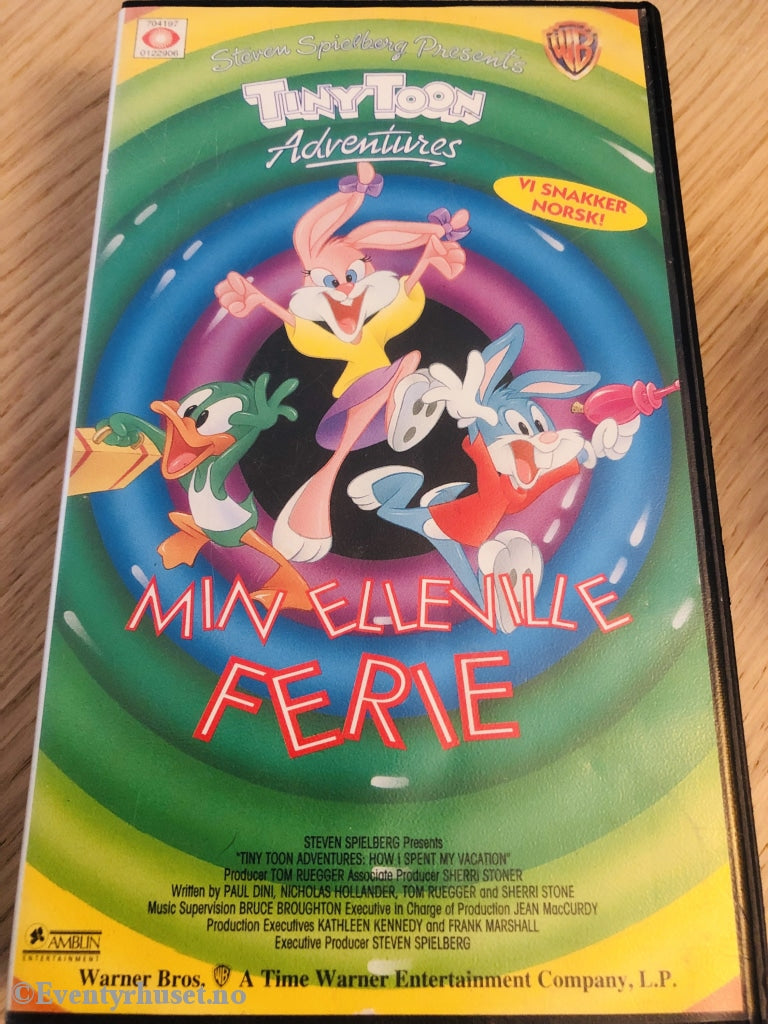 704197
0122906
Steven Spielberg Presents
WB
TINY TOON
Adventures
VI SNAKKER
NORSK!
MIN ELLEVILLE
FERIE
STEVEN SPIELBERG Presents
"TINY TOON ADVENTURES: HOW I SPENT MY VACATION"
Producer TOM RUEGGER Associate Producer SHERRI STONER
Written by PAUL DINI, NICHOLAS HOLLANDER, TOM RUEGGER and SHERRI STONE
Music Supervision BRUCE BROUGHTON Executive in Charge of Production JEAN MacCURDY
Production Executives KATHLEEN KENNEDY and FRANK MARSHALL
Executive Producer STEVEN SPIELBERG
AMBLIN
ENTERTAINMENT
Warner Bros. WB A Time Warner Entertainment Company, L.P.
©Eventyrhuset.no